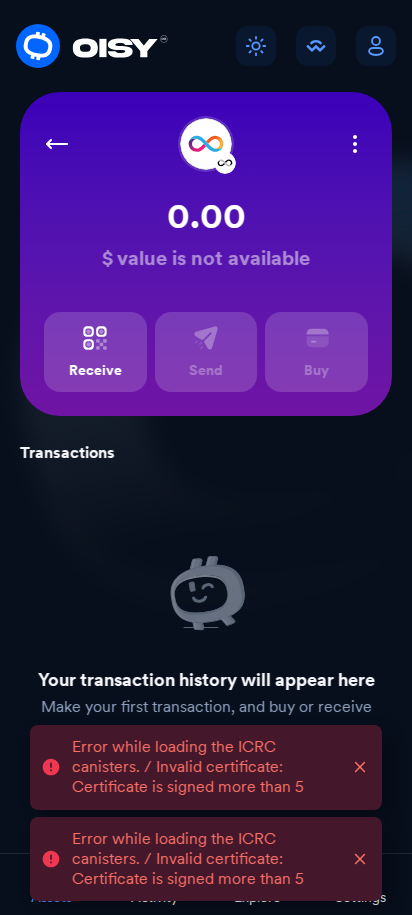 OISY
0.00
$ value is not available
Receive
Send
Buy
Transactions
Your transaction history will appear here
Make your first transaction, and buy or receive
Error while loading the ICRC
canisters. / Invalid certificate:
Certificate is signed more than 5
Error while loading the ICRC
canisters. / Invalid certificate:
Certificate is signed more than 5